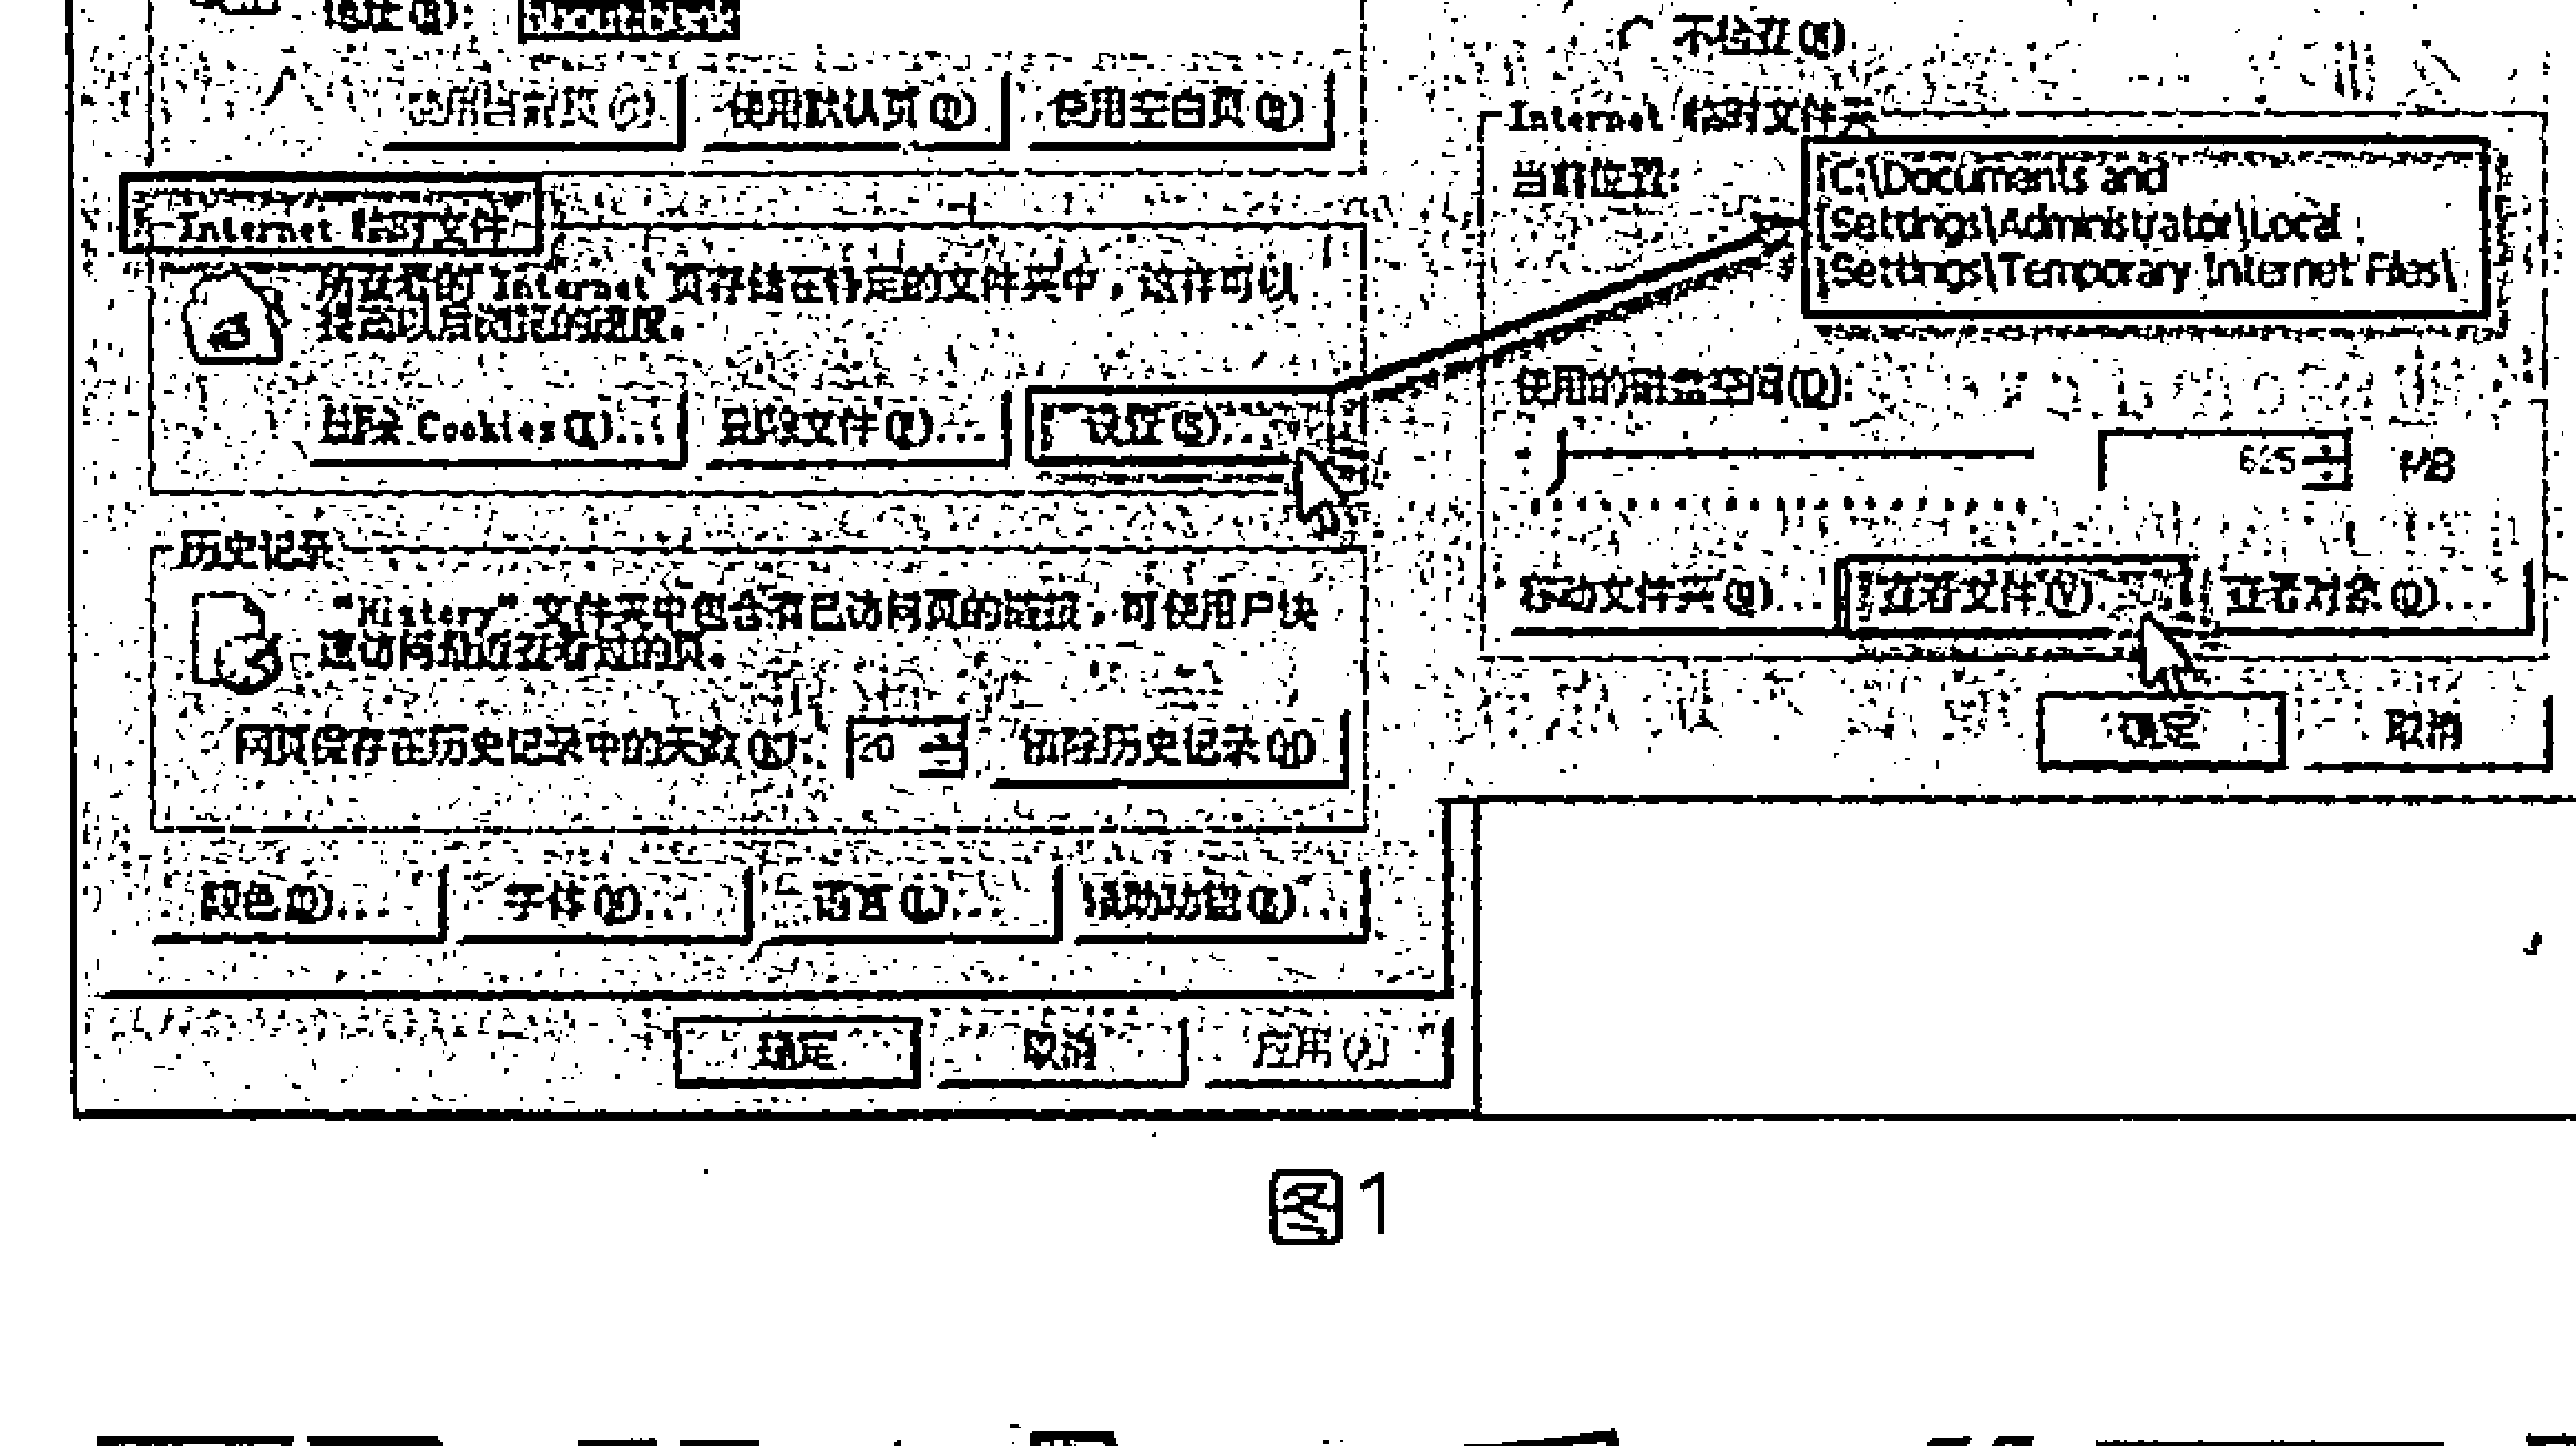 地址(R): about:blank
使用当前页(C) 使用默认页(D) 使用空白页(B)
Internet 临时文件
所查看的 Internet 页存储在特定的文件夹中，这样可以
提高以后浏览的速度。
删除 Cookies(I)... 删除文件(F)... 设置(S)...
历史记录
"History" 文件夹中包含有已访问页的链接，可使用户快
速访问最近查看过的页。
网页保存在历史记录中的天数(K): 20 清除历史记录(H)
颜色(O)... 字体(N)... 语言(L)... 辅助功能(E)...
确定 取消 应用(A)
不检查(N)
Internet 临时文件夹
当前位置: C:\Documents and
Settings\Administrator\Local
Settings\Temporary Internet Files\
使用的磁盘空间(D):
625 MB
移动文件夹(M)... 查看文件(V)... 查看对象(O)...
确定 取消
图1